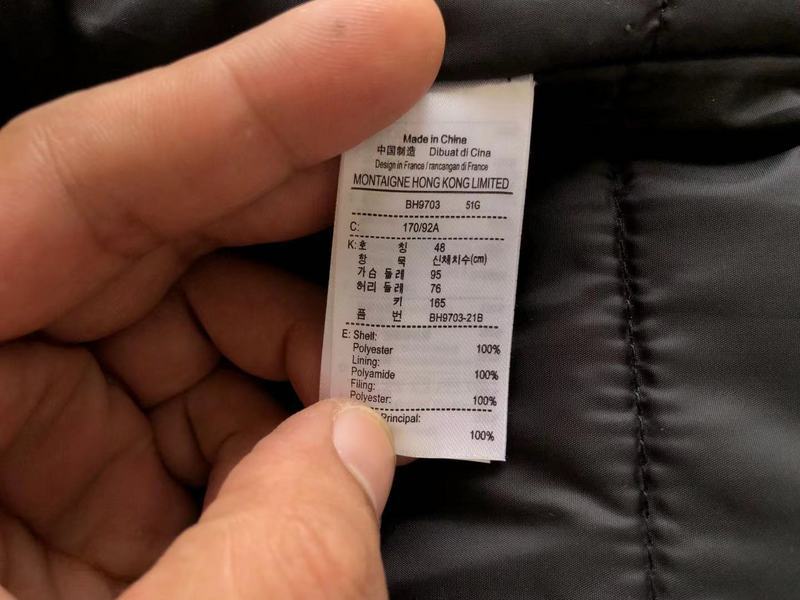 Made in China
中国制造 Dibuat di Cina
Design in France / rancangan di France
MONTAIGNE HONG KONG LIMITED
BH9703 51G
C: 170/92A
K: 호 칭 48
항 목 신체치수(cm)
가슴 둘레 95
허리 둘레 76
키 165
품 번 BH9703-21B
E: Shell:
Polyester 100%
Lining:
Polyamide 100%
Filing:
Polyester: 100%
Principal:
100%